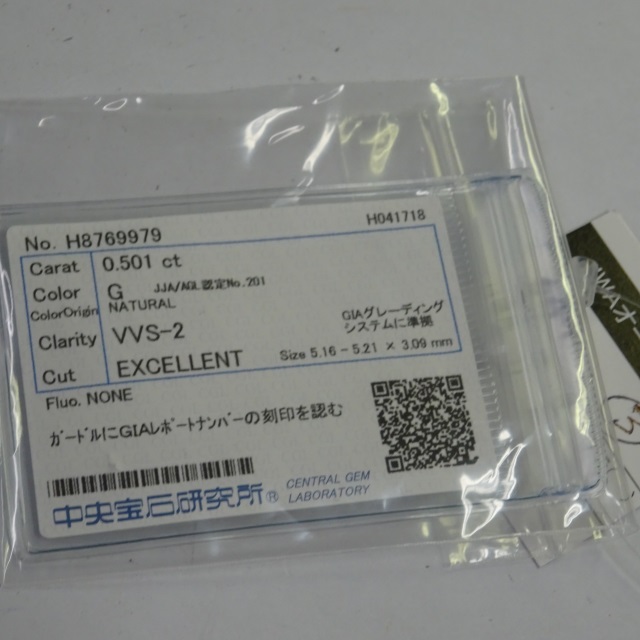 No. H8769979 H041718
Carat 0.501 ct
Color G JJA/AGL認定No.201
ColorOrigin NATURAL
Clarity VVS-2 GIAグレーディング
システムに準拠
Cut EXCELLENT Size 5.16 - 5.21 × 3.09 mm
Fluo. NONE
ガードルにGIAレポートナンバーの刻印を認む
中央宝石研究所® CENTRAL GEM
LABORATORY